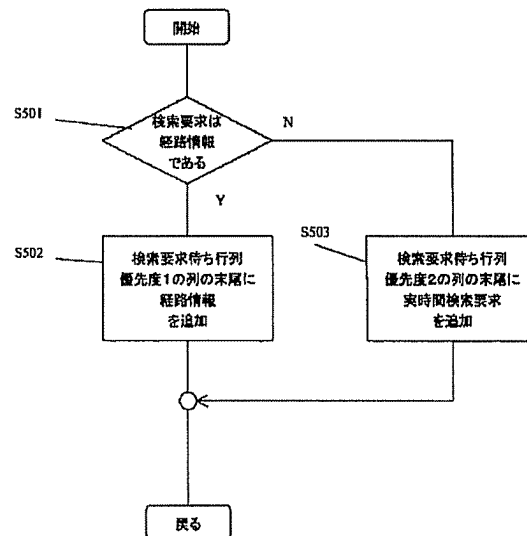 開始
S501
検索要求は
経路情報
である
N
Y
S502
検索要求待ち行列
優先度1の列の末尾に
経路情報
を追加
S503
検索要求待ち行列
優先度2の列の末尾に
実時間検索要求
を追加
戻る